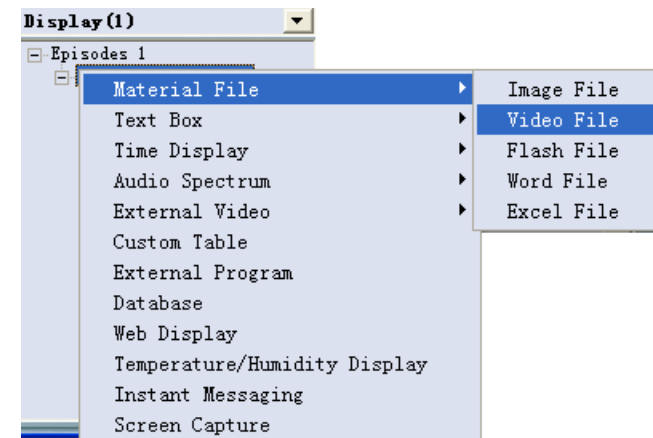 Display(1)
Episodes 1
Material File
Text Box
Time Display
Audio Spectrum
External Video
Custom Table
External Program
Database
Web Display
Temperature/Humidity Display
Instant Messaging
Screen Capture
Image File
Video File
Flash File
Word File
Excel File